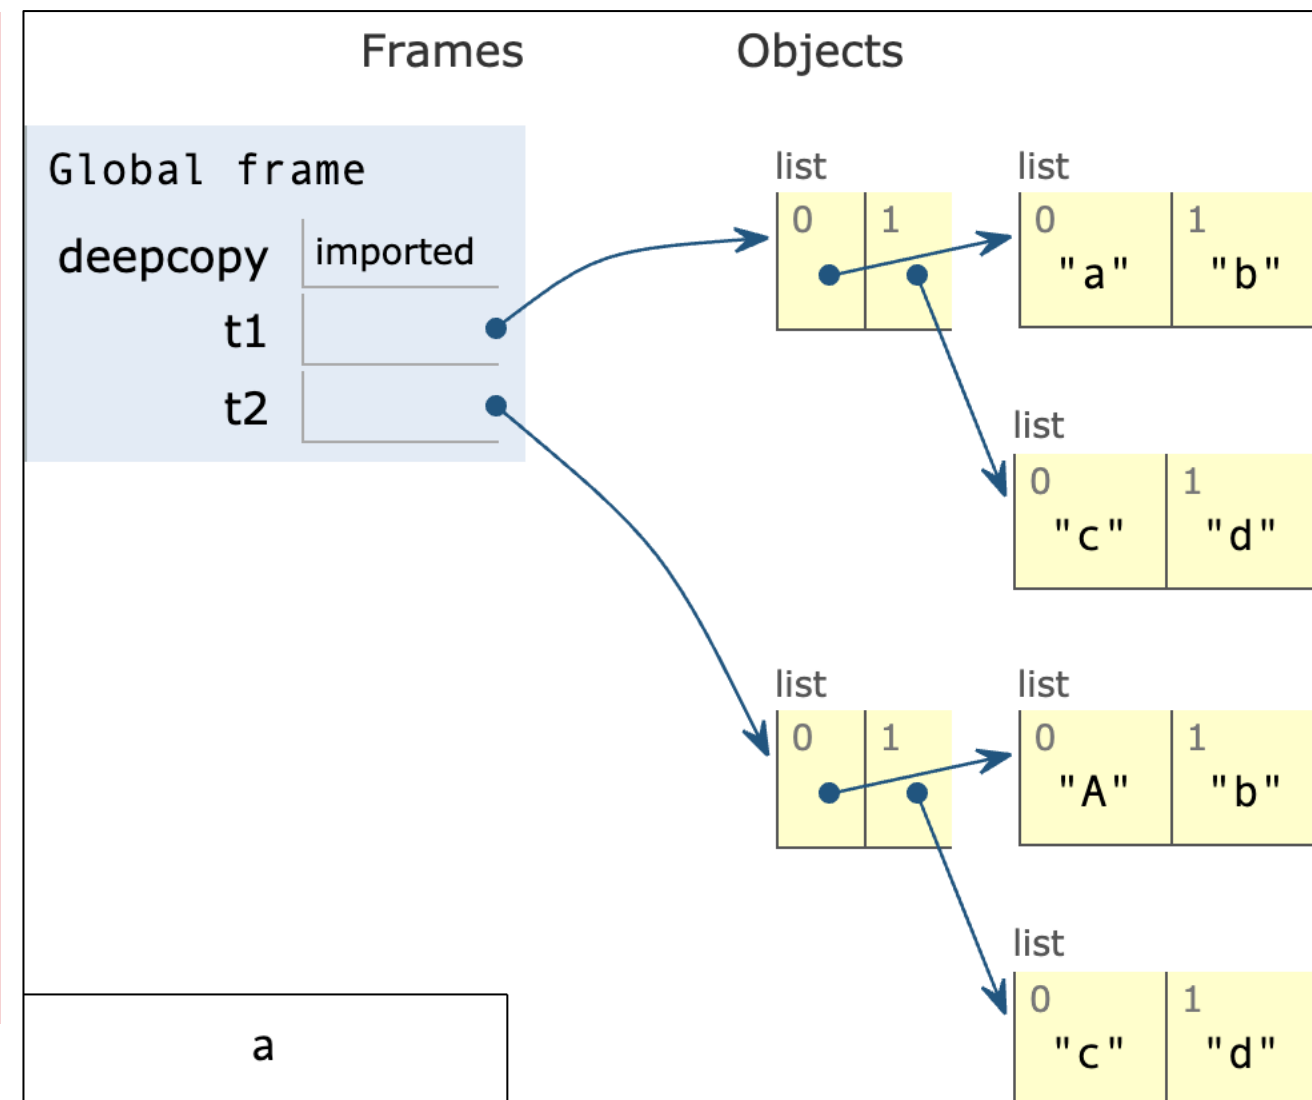 Frames Objects
Global frame
deepcopy imported
t1
t2
list list
0 1 0 1
"a" "b"
list
0 1
"c" "d"
list list
0 1 0 1
"A" "b"
list
0 1
"c" "d"
a